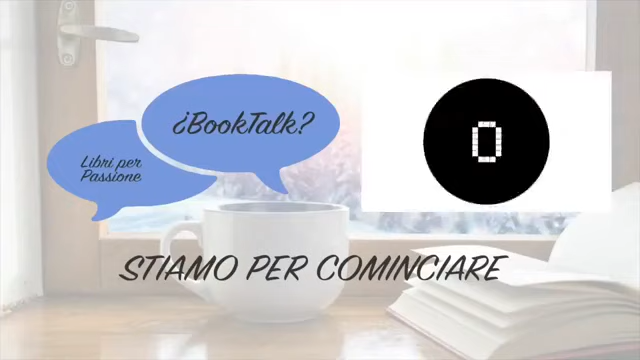 ¿BookTalk?
Libri per
Passione
0
STIAMO PER COMINCIARE